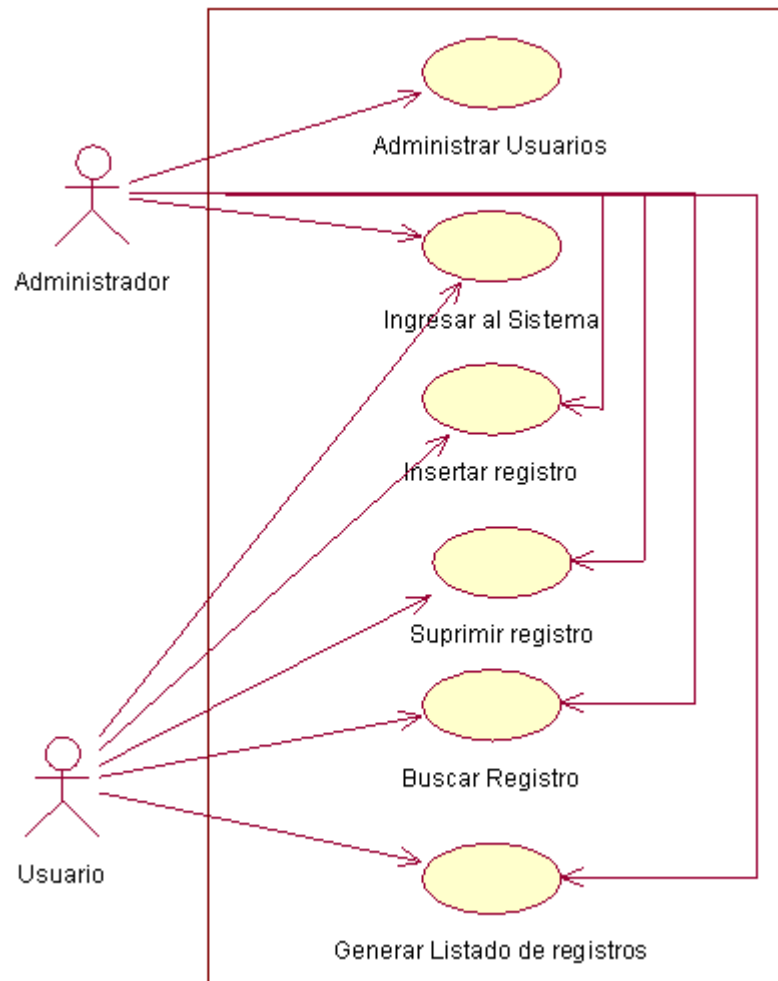 Administrar Usuarios
Administrador
Ingresar al Sistema
Insertar registro
Suprimir registro
Buscar Registro
Usuario
Generar Listado de registros